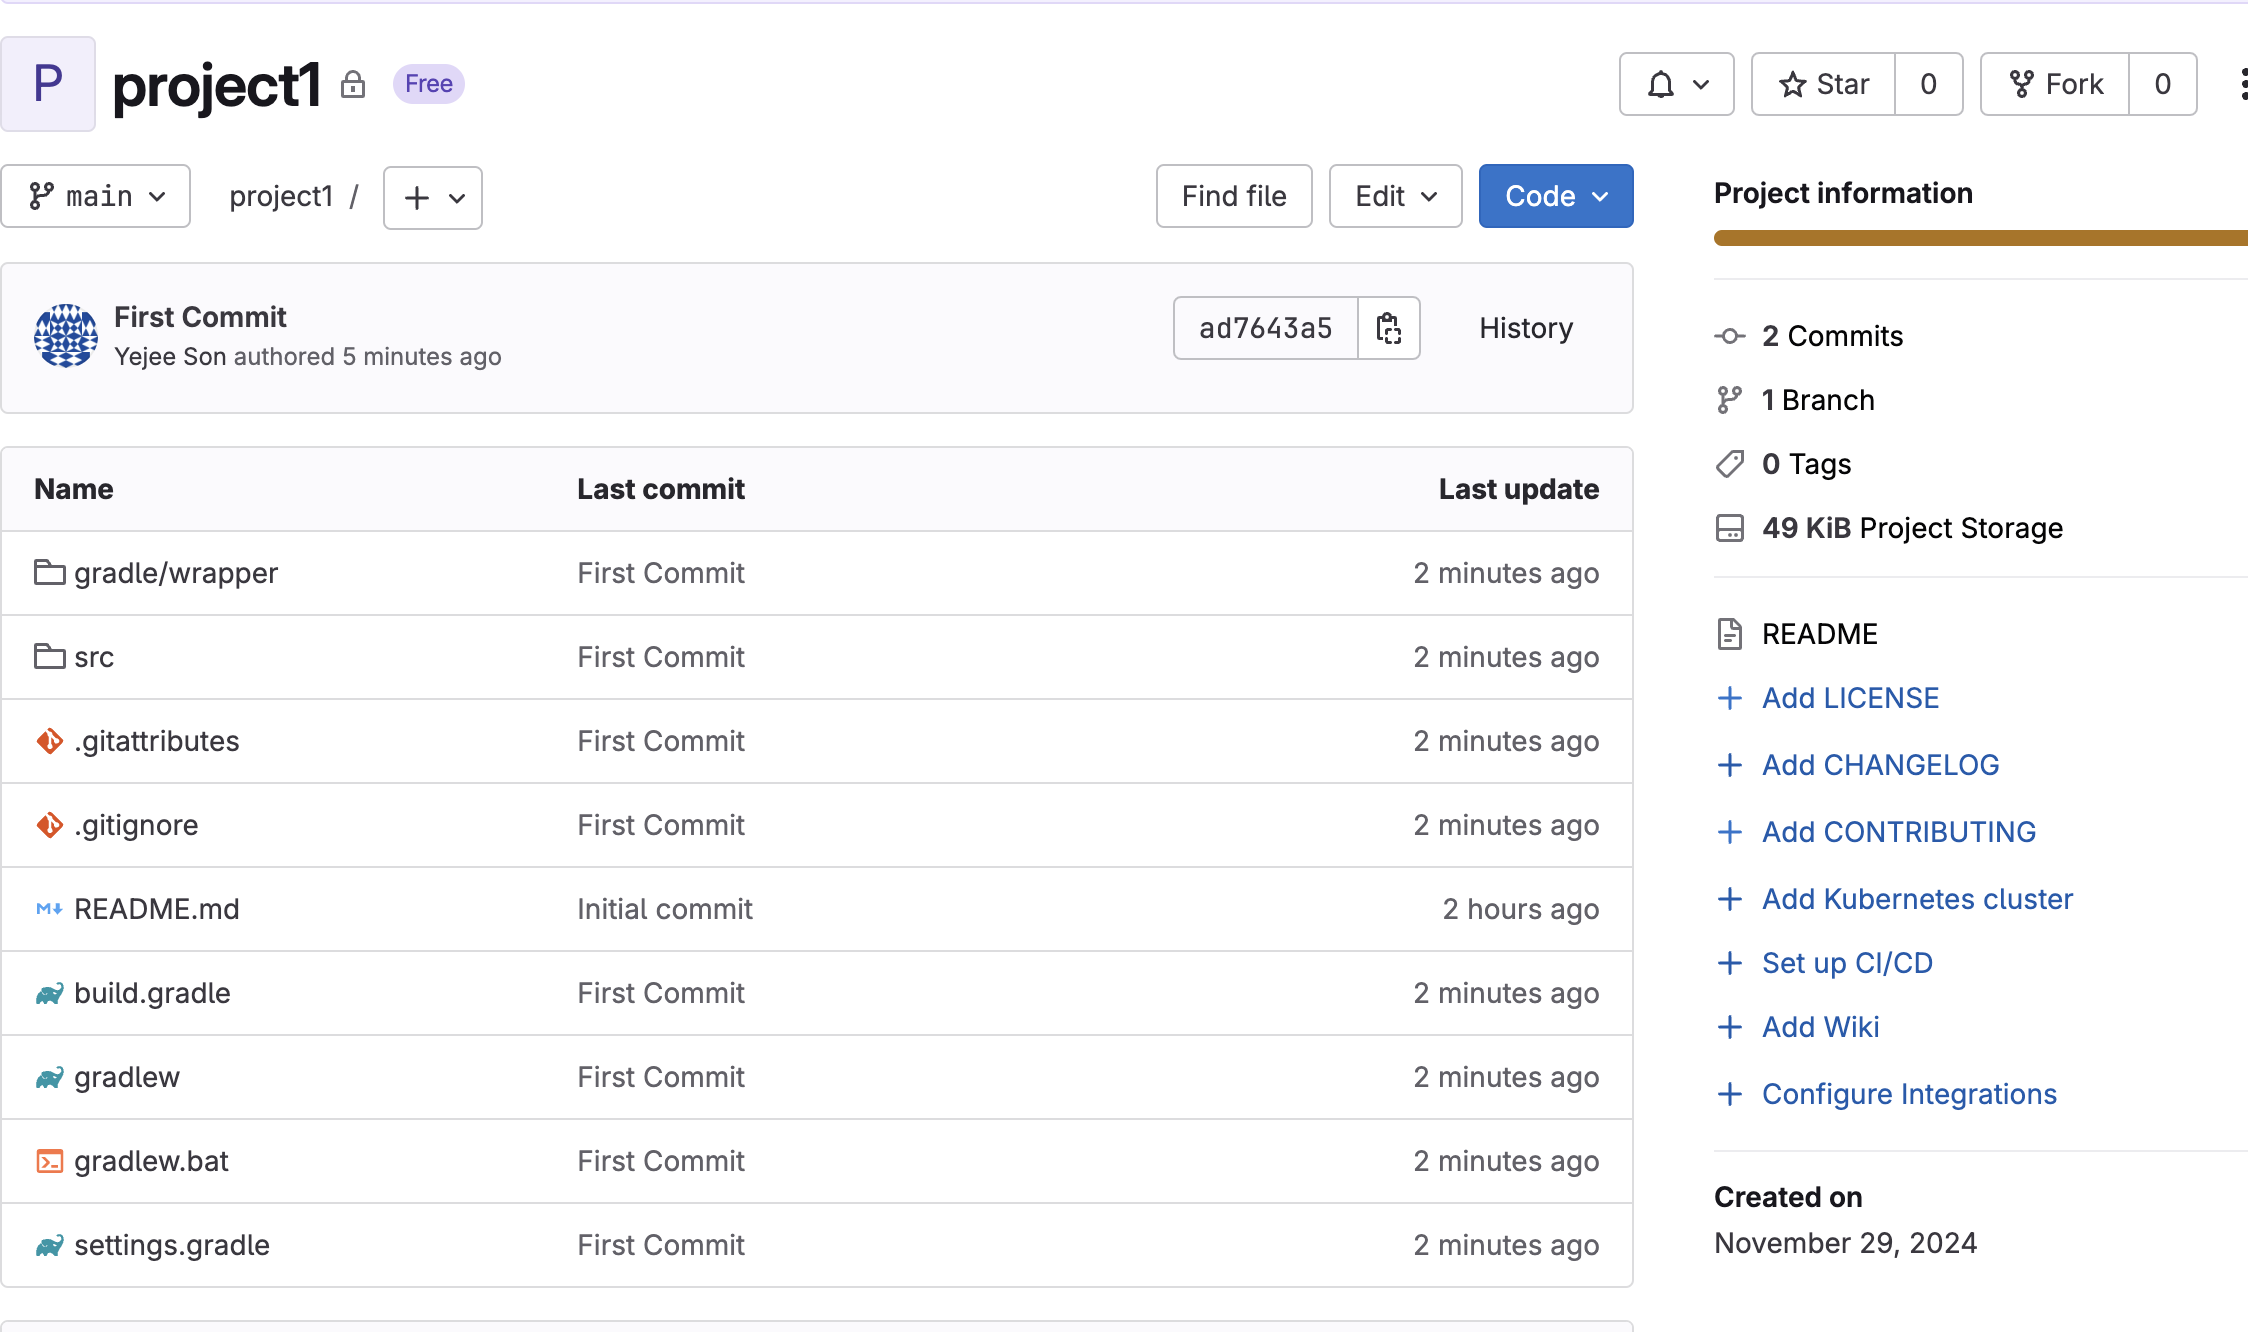 P project1 Free
Star 0 Fork 0
main project1 / Find file Edit Code
First Commit
Yejee Son authored 5 minutes ago
ad7643a5 History
Name Last commit Last update
gradle/wrapper First Commit 2 minutes ago
src First Commit 2 minutes ago
.gitattributes First Commit 2 minutes ago
.gitignore First Commit 2 minutes ago
README.md Initial commit 2 hours ago
build.gradle First Commit 2 minutes ago
gradlew First Commit 2 minutes ago
gradlew.bat First Commit 2 minutes ago
settings.gradle First Commit 2 minutes ago
Project information
2 Commits
1 Branch
0 Tags
49 KiB Project Storage
README
Add LICENSE
Add CHANGELOG
Add CONTRIBUTING
Add Kubernetes cluster
Set up CI/CD
Add Wiki
Configure Integrations
Created on
November 29, 2024